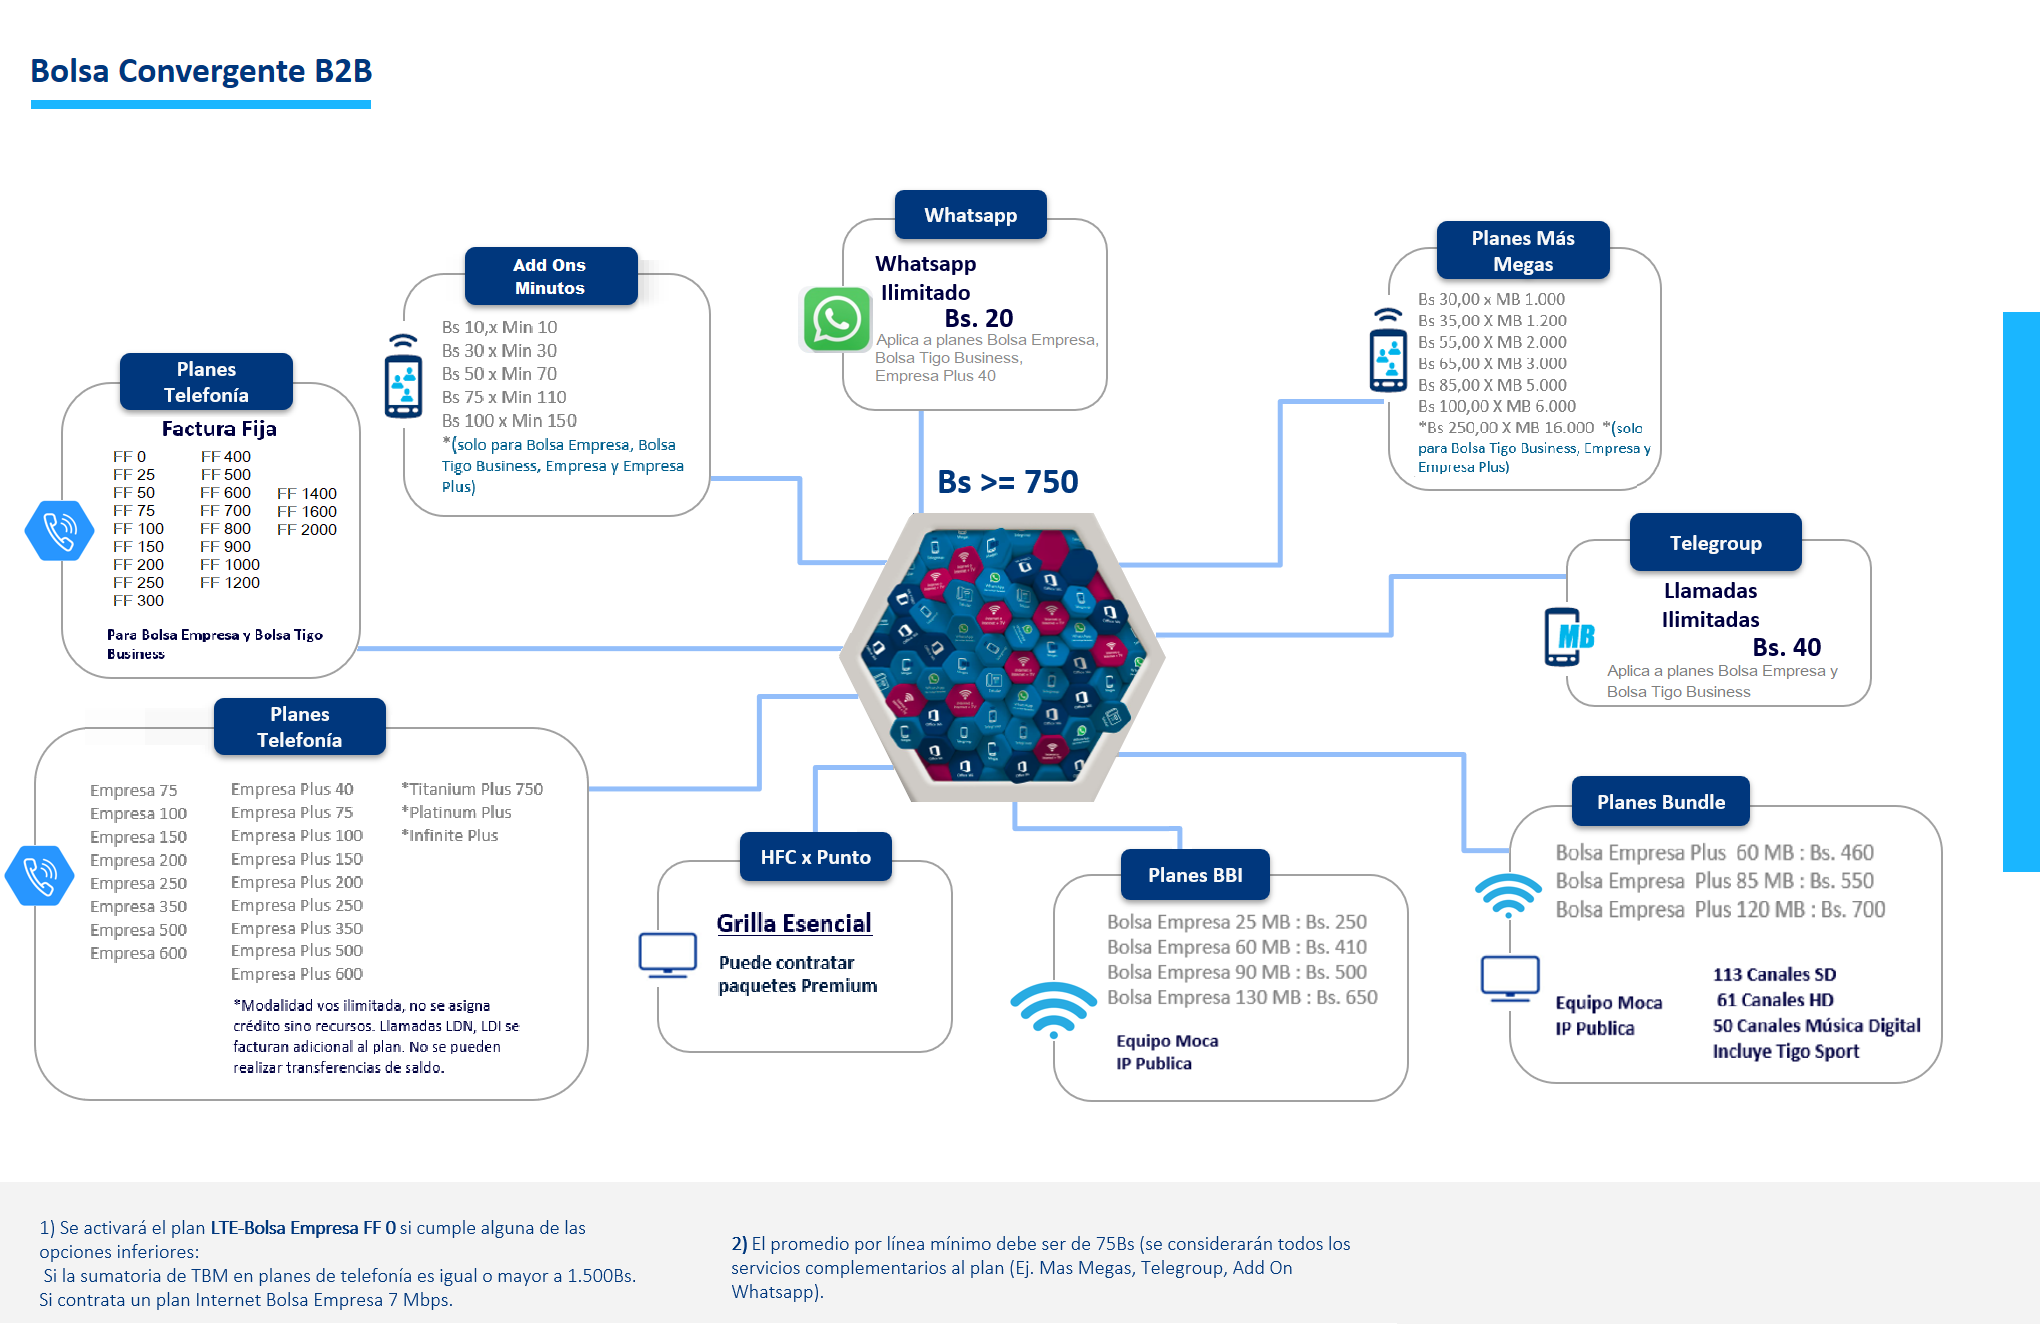 Bolsa Convergente B2B
Whatsapp
Whatsapp
Ilimitado
Bs. 20
Aplica a planes Bolsa Empresa,
Bolsa Tigo Business,
Empresa Plus 40
Planes Más
Megas
Bs 30,00 x MB 1.000
Bs 35,00 X MB 1.200
Bs 55,00 X MB 2.000
Bs 65,00 X MB 3.000
Bs 85,00 X MB 5.000
Bs 100,00 X MB 6.000
*Bs 250,00 X MB 16.000 *(solo
para Bolsa Tigo Business, Empresa y
Empresa Plus)
Add Ons
Minutos
Bs 10,x Min 10
Bs 30 x Min 30
Bs 50 x Min 70
Bs 75 x Min 110
Bs 100 x Min 150
*(solo para Bolsa Empresa, Bolsa
Tigo Business, Empresa y Empresa
Plus)
Planes
Telefonía
Factura Fija
FF 0
FF 25
FF 50
FF 75
FF 100
FF 150
FF 200
FF 250
FF 300
FF 400
FF 500
FF 600
FF 700
FF 800
FF 900
FF 1000
FF 1200
FF 1400
FF 1600
FF 2000
Para Bolsa Empresa y Bolsa Tigo
Business
Bs >= 750
Telegroup
Llamadas
Ilimitadas
Bs. 40
MB
Aplica a planes Bolsa Empresa y
Bolsa Tigo Business
Planes
Telefonía
Empresa 75
Empresa 100
Empresa 150
Empresa 200
Empresa 250
Empresa 350
Empresa 500
Empresa 600
Empresa Plus 40
Empresa Plus 75
Empresa Plus 100
Empresa Plus 150
Empresa Plus 200
Empresa Plus 250
Empresa Plus 350
Empresa Plus 500
Empresa Plus 600
*Titanium Plus 750
*Platinum Plus
*Infinite Plus
*Modalidad vos ilimitada, no se asigna
crédito sino recursos. Llamadas LDN, LDI se
facturan adicional al plan. No se pueden
realizar transferencias de saldo.
HFC x Punto
Grilla Esencial
Puede contratar
paquetes Premium
Planes BBI
Bolsa Empresa 25 MB : Bs. 250
Bolsa Empresa 60 MB : Bs. 410
Bolsa Empresa 90 MB : Bs. 500
Bolsa Empresa 130 MB : Bs. 650
Equipo Moca
IP Publica
Planes Bundle
Bolsa Empresa Plus 60 MB : Bs. 460
Bolsa Empresa Plus 85 MB : Bs. 550
Bolsa Empresa Plus 120 MB : Bs. 700
Equipo Moca
IP Publica
113 Canales SD
61 Canales HD
50 Canales Música Digital
Incluye Tigo Sport
1) Se activará el plan LTE-Bolsa Empresa FF 0 si cumple alguna de las
opciones inferiores:
Si la sumatoria de TBM en planes de telefonía es igual o mayor a 1.500Bs.
Si contrata un plan Internet Bolsa Empresa 7 Mbps.
2) El promedio por línea mínimo debe ser de 75Bs (se considerarán todos los
servicios complementarios al plan (Ej. Mas Megas, Telegroup, Add On
Whatsapp).